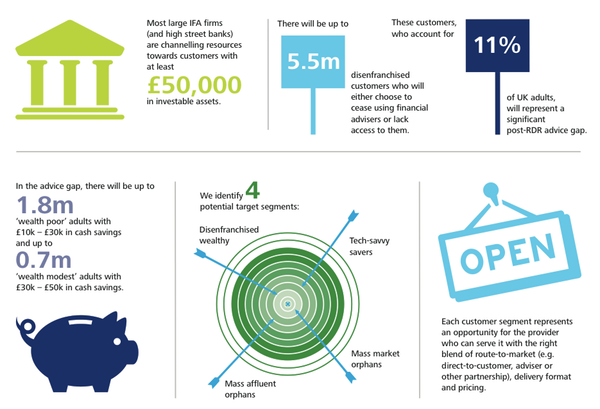 Most large IFA firms
(and high street banks)
are channelling resources
towards customers with
at least
£50,000
in investable assets.
There will be up to
5.5m
disenfranchised
customers who will
either choose to
cease using financial
advisers or lack
access to them.
These customers,
who account for
11%
of UK adults,
will represent a
significant
post-RDR advice gap.
In the advice gap, there will be up to
1.8m
‘wealth poor’ adults with
£10k – £30k in cash savings
and up to
0.7m
‘wealth modest’ adults with
£30k – £50k in cash savings.
We identify 4
potential target segments:
Disenfranchised
wealthy
Tech-savvy
savers
Mass market
orphans
Mass affluent
orphans
OPEN
Each customer segment represents
an opportunity for the provider
who can serve it with the right
blend of route-to-market (e.g.
direct-to-customer, adviser or
other partnership), delivery format
and pricing.